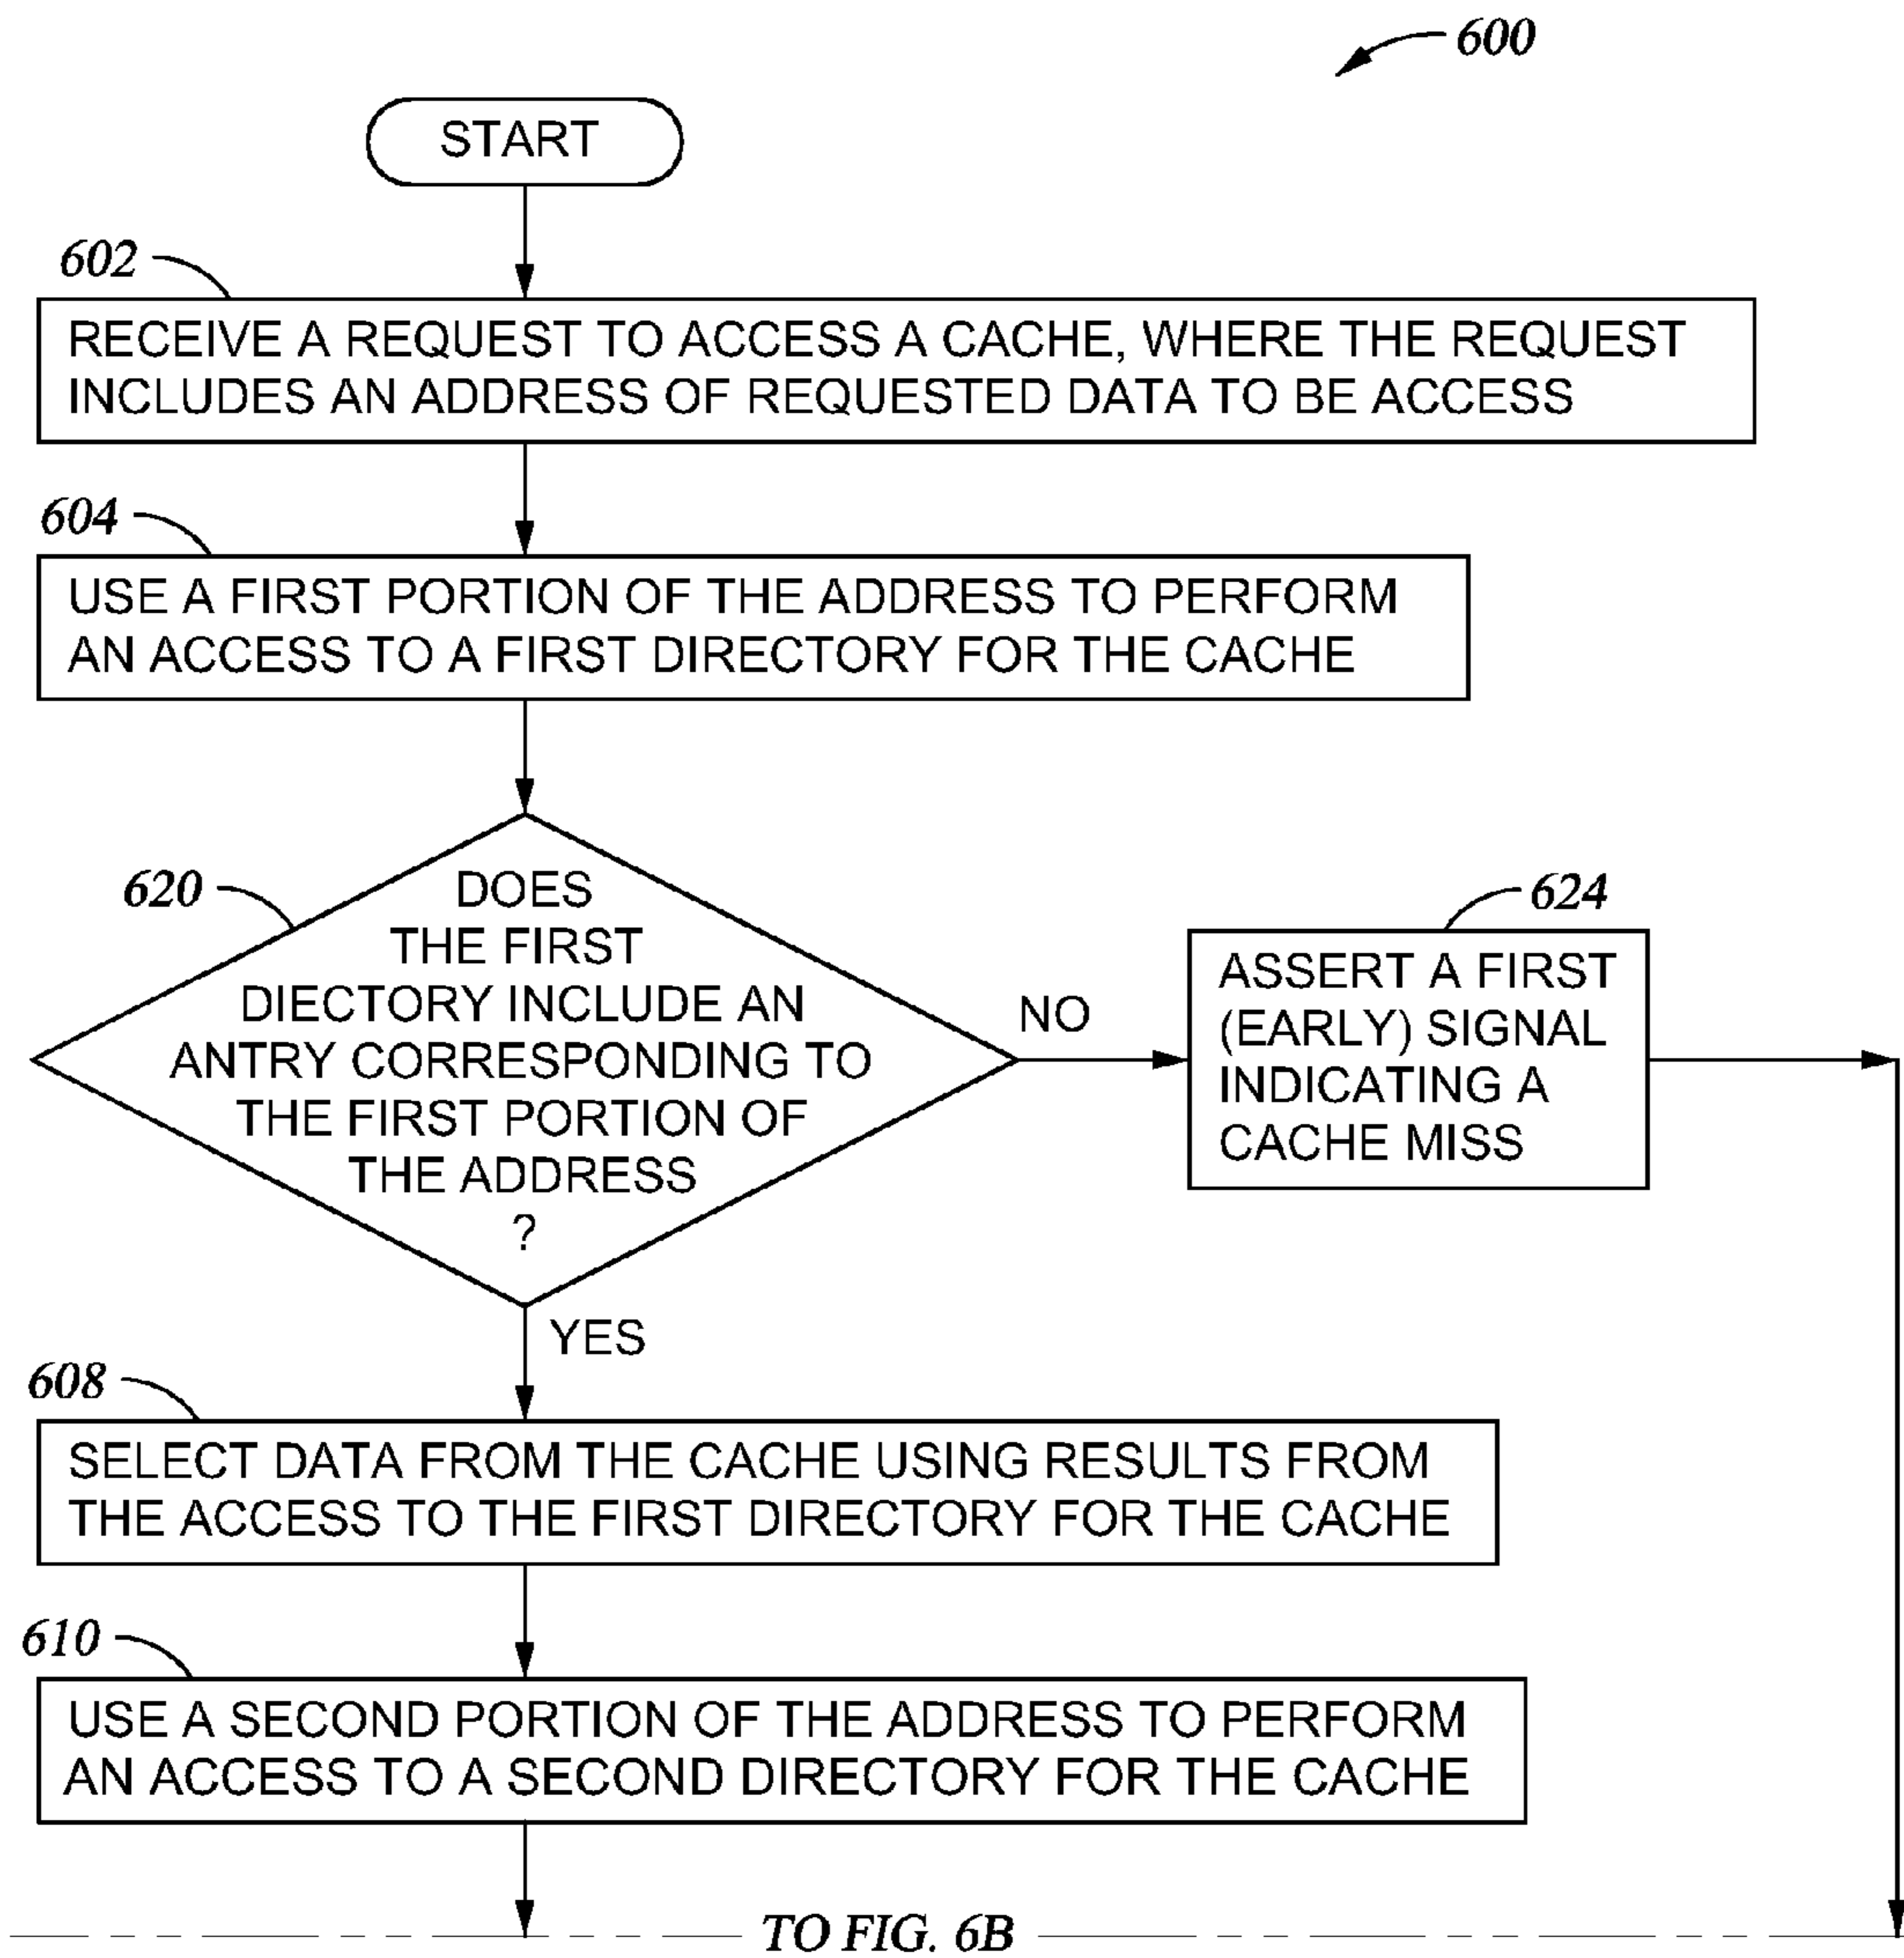 600
START
602
RECEIVE A REQUEST TO ACCESS A CACHE, WHERE THE REQUEST
INCLUDES AN ADDRESS OF REQUESTED DATA TO BE ACCESS
604
USE A FIRST PORTION OF THE ADDRESS TO PERFORM
AN ACCESS TO A FIRST DIRECTORY FOR THE CACHE
620
DOES
THE FIRST
DIECTORY INCLUDE AN
ANTRY CORRESPONDING TO
THE FIRST PORTION OF
THE ADDRESS
?
NO
624
ASSERT A FIRST
(EARLY) SIGNAL
INDICATING A
CACHE MISS
YES
608
SELECT DATA FROM THE CACHE USING RESULTS FROM
THE ACCESS TO THE FIRST DIRECTORY FOR THE CACHE
610
USE A SECOND PORTION OF THE ADDRESS TO PERFORM
AN ACCESS TO A SECOND DIRECTORY FOR THE CACHE
TO FIG. 6B